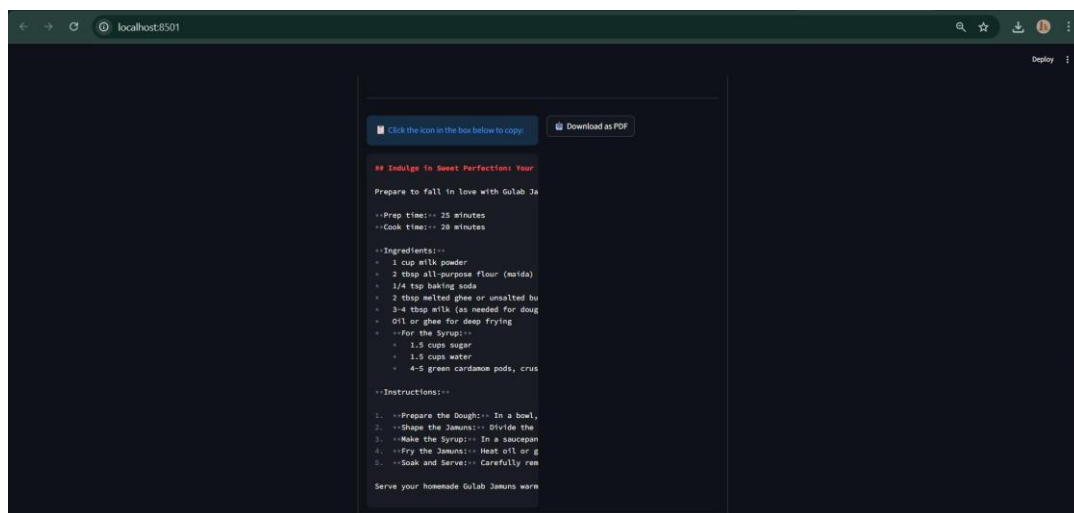 localhost:8501
Deploy
Click the icon in the box below to copy:
Download as PDF
## Indulge in Sweet Perfection: Your
Prepare to fall in love with Gulab Ja
**Prep time:** 25 minutes
**Cook time:** 20 minutes
**Ingredients:**
* 1 cup milk powder
* 2 tbsp all-purpose flour (maida)
* 1/4 tsp baking soda
* 2 tbsp melted ghee or unsalted bu
* 3-4 tbsp milk (as needed for doug
* Oil or ghee for deep frying
* **For the Syrup:**
* 1.5 cups sugar
* 1.5 cups water
* 4-5 green cardamom pods, crus
**Instructions:**
1. **Prepare the Dough:** In a bowl,
2. **Shape the Jamuns:** Divide the
3. **Make the Syrup:** In a saucepan
4. **Fry the Jamuns:** Heat oil or g
5. **Soak and Serve:** Carefully rem
Serve your homemade Gulab Jamuns warm